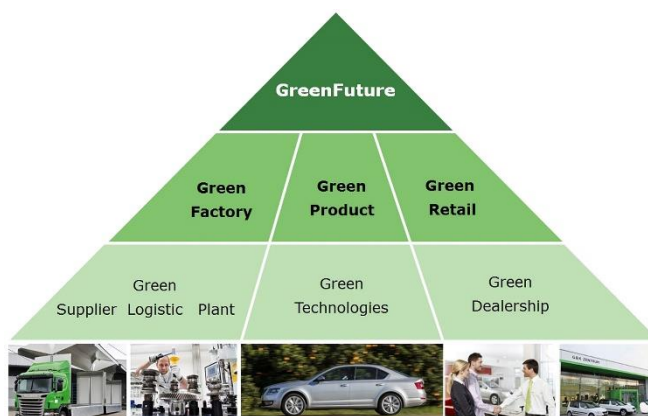 GreenFuture
Green
Factory
Green
Product
Green
Retail
Green
Supplier Logistic Plant
Green
Technologies
Green
Dealership